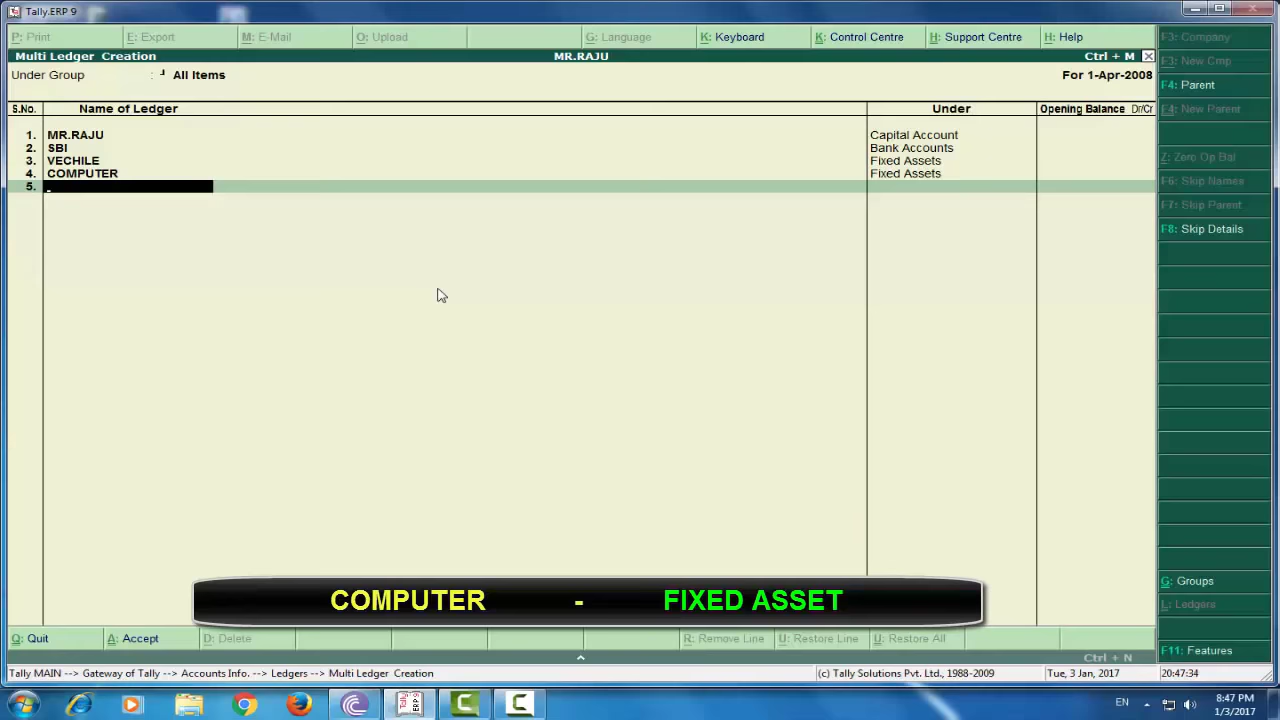 Tally.ERP 9
P: Print E: Export M: E-Mail O: Upload G: Language K: Keyboard K: Control Centre H: Support Centre H: Help
Multi Ledger Creation MR.RAJU Ctrl + M
Under Group : All Items For 1-Apr-2008
S.No. Name of Ledger Under Opening Balance Dr/Cr
1. MR.RAJU Capital Account
2. SBI Bank Accounts
3. VECHILE Fixed Assets
4. COMPUTER Fixed Assets
5.
F3: Company
F3: New Cmp
F4: Parent
F4: New Parent
Z: Zero Op Bal
F6: Skip Names
F7: Skip Parent
F8: Skip Details
G: Groups
L: Ledgers
F11: Features
COMPUTER - FIXED ASSET
Q: Quit A: Accept D: Delete R: Remove Line U: Restore Line U: Restore All
Ctrl + N
Tally MAIN --> Gateway of Tally --> Accounts Info. --> Ledgers --> Multi Ledger Creation (c) Tally Solutions Pvt. Ltd., 1988-2009 Tue, 3 Jan, 2017 20:47:34
EN 8:47 PM
1/3/2017